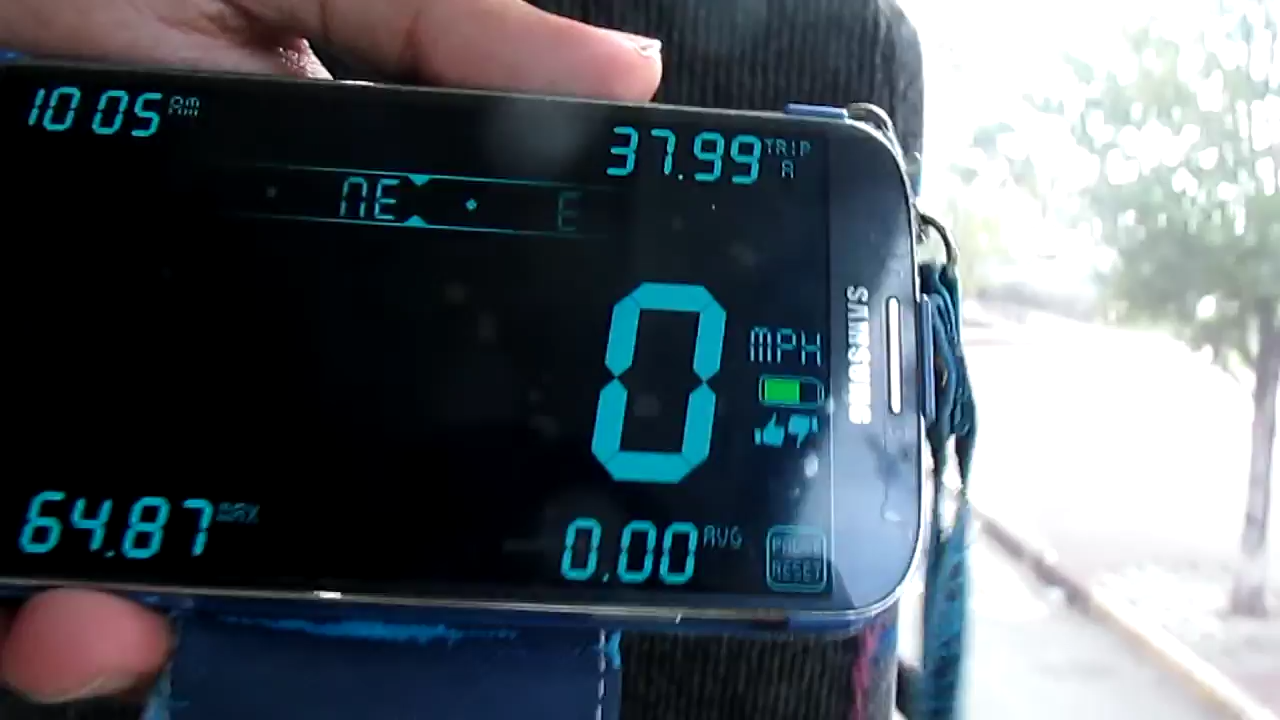 10 05 AM
37.99 TRIP A
NE E
0 MPH
64.87 MAX
0.00 AVG
PAUSE
RESET
SAMSUNG